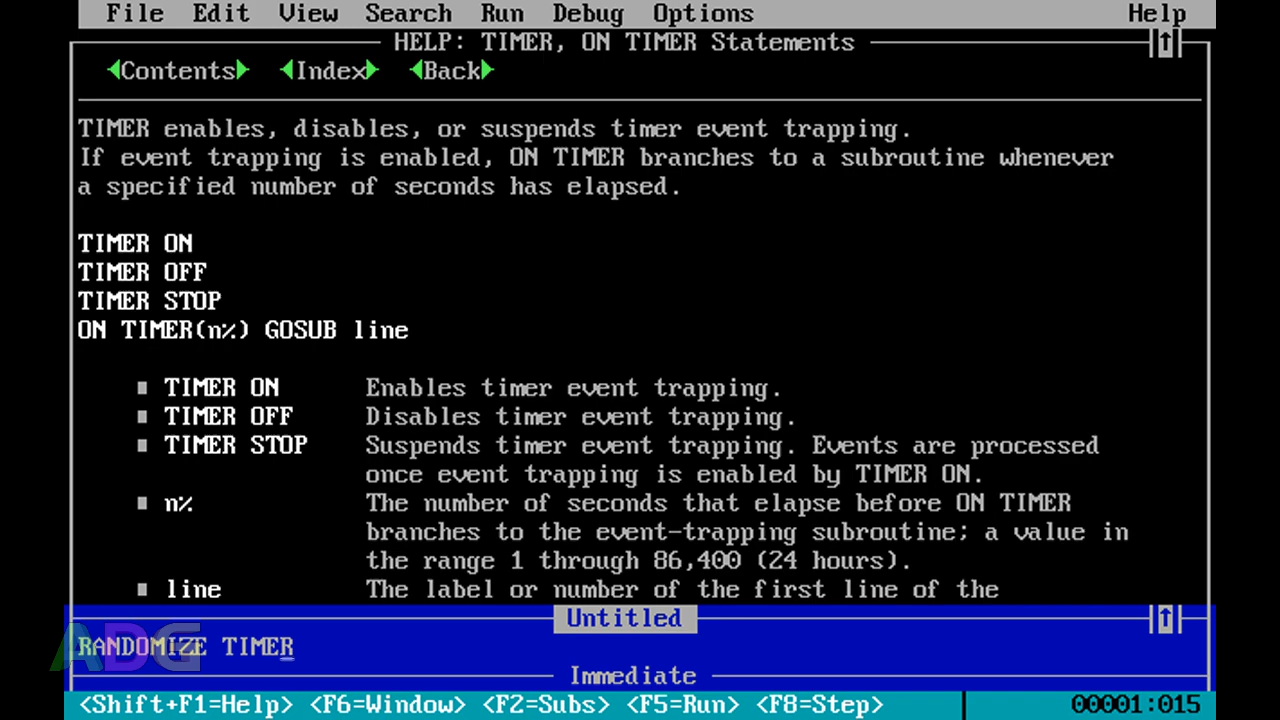 File Edit View Search Run Debug Options Help
HELP: TIMER, ON TIMER Statements
Contents Index Back
TIMER enables, disables, or suspends timer event trapping.
If event trapping is enabled, ON TIMER branches to a subroutine whenever
a specified number of seconds has elapsed.
TIMER ON
TIMER OFF
TIMER STOP
ON TIMER(n%) GOSUB line
TIMER ON Enables timer event trapping.
TIMER OFF Disables timer event trapping.
TIMER STOP Suspends timer event trapping. Events are processed
once event trapping is enabled by TIMER ON.
n% The number of seconds that elapse before ON TIMER
branches to the event-trapping subroutine; a value in
the range 1 through 86,400 (24 hours).
line The label or number of the first line of the
Untitled
RANDOMIZE TIMER
ADG
Immediate
<Shift+F1=Help> <F6=Window> <F2=Subs> <F5=Run> <F8=Step> 00001:015